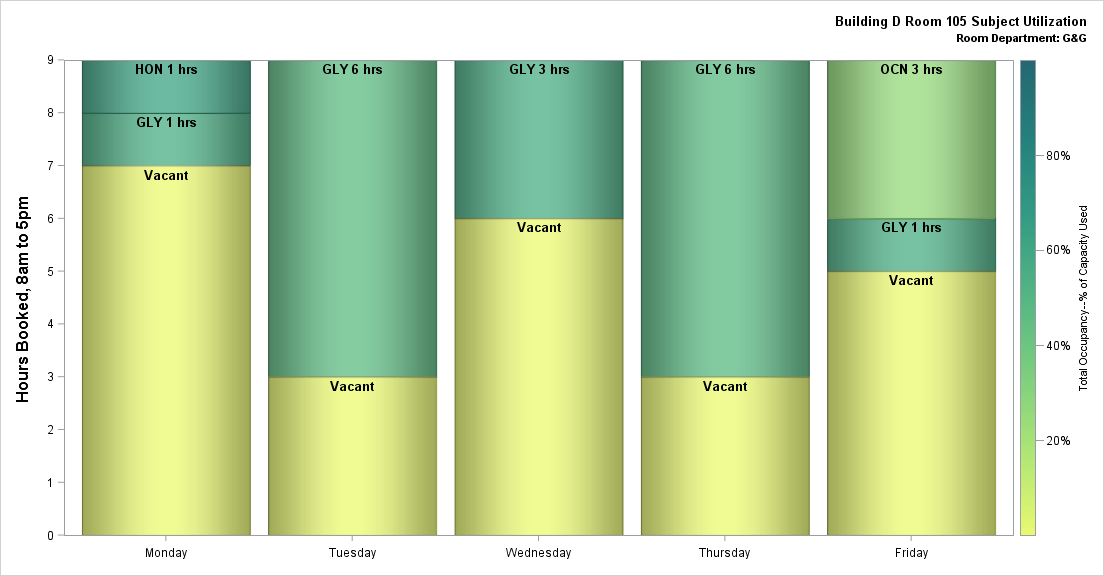 Building D Room 105 Subject Utilization
Room Department: G&G
Hours Booked, 8am to 5pm
9
8
7
6
5
4
3
2
1
0
HON 1 hrs
GLY 1 hrs
Vacant
GLY 6 hrs
Vacant
GLY 3 hrs
Vacant
GLY 6 hrs
Vacant
OCN 3 hrs
GLY 1 hrs
Vacant
Monday
Tuesday
Wednesday
Thursday
Friday
80%
60%
40%
20%
Total Occupancy--% of Capacity Used